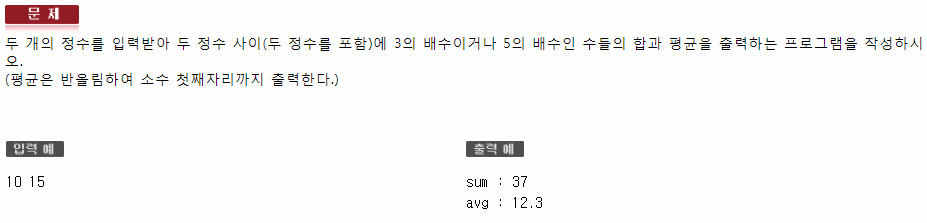 문 제
두 개의 정수를 입력받아 두 정수 사이(두 정수를 포함)에 3의 배수이거나 5의 배수인 수들의 합과 평균을 출력하는 프로그램을 작성하시
오.
(평균은 반올림하여 소수 첫째자리까지 출력한다.)
입력 예
10 15
출력 예
sum : 37
avg : 12.3